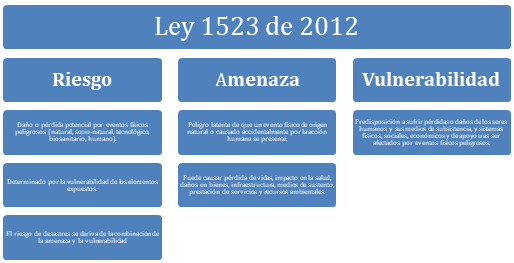 Ley 1523 de 2012
Riesgo
Daño o pérdida potencial por eventos físicos
peligrosos (natural, socio-natural, tecnológico,
biosanitario, humano).
Determinado por la vulnerabilidad de los elementos
expuestos.
El riesgo de desastres se deriva de la combinación de
la amenaza y la vulnerabilidad
Amenaza
Peligro latente de que un evento físico de origen
natural o causado accidentalmente por la acción
humana se presente.
Puede causar pérdida de vidas, impacto en la salud,
daños en bienes, infraestructura, medios de sustento,
prestación de servicios y recursos ambientales.
Vulnerabilidad
Predisposición a sufrir pérdidas o daños de los seres
humanos y sus medios de subsistencia, y sistemas
físicos, sociales, económicos y de apoyo tras ser
afectados por eventos físicos peligrosos.